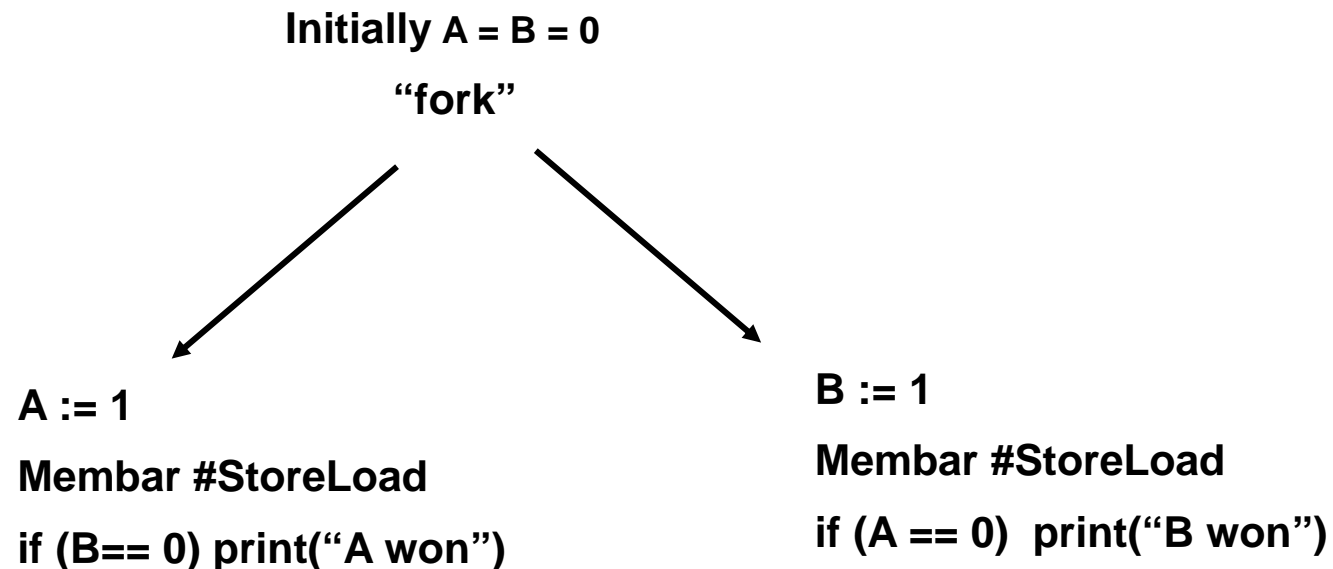 Initially A = B = 0
“fork”
A := 1
Membar #StoreLoad
if (B== 0) print(“A won”)
B := 1
Membar #StoreLoad
if (A == 0) print(“B won”)